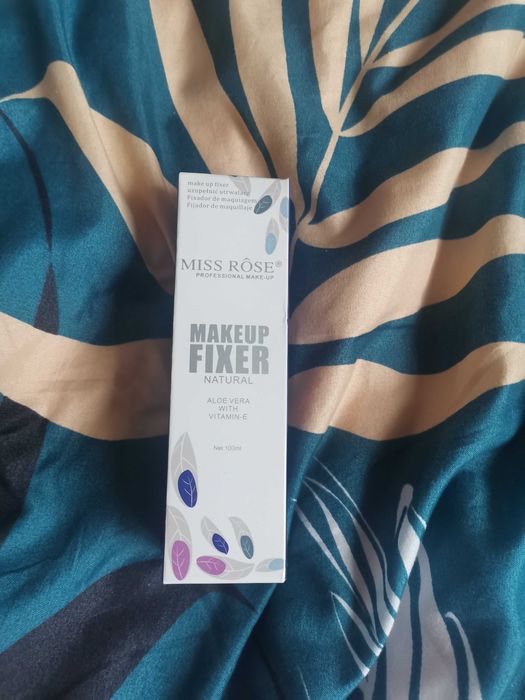 make up fixer
uzupełnić utrwalacz
Fixador de maquiagem
Fijador de maquillaje
MISS RÔSE®
PROFESSIONAL MAKE-UP
MAKEUP
FIXER
NATURAL
ALOE VERA
WITH
VITAMIN-E
Net.100ml